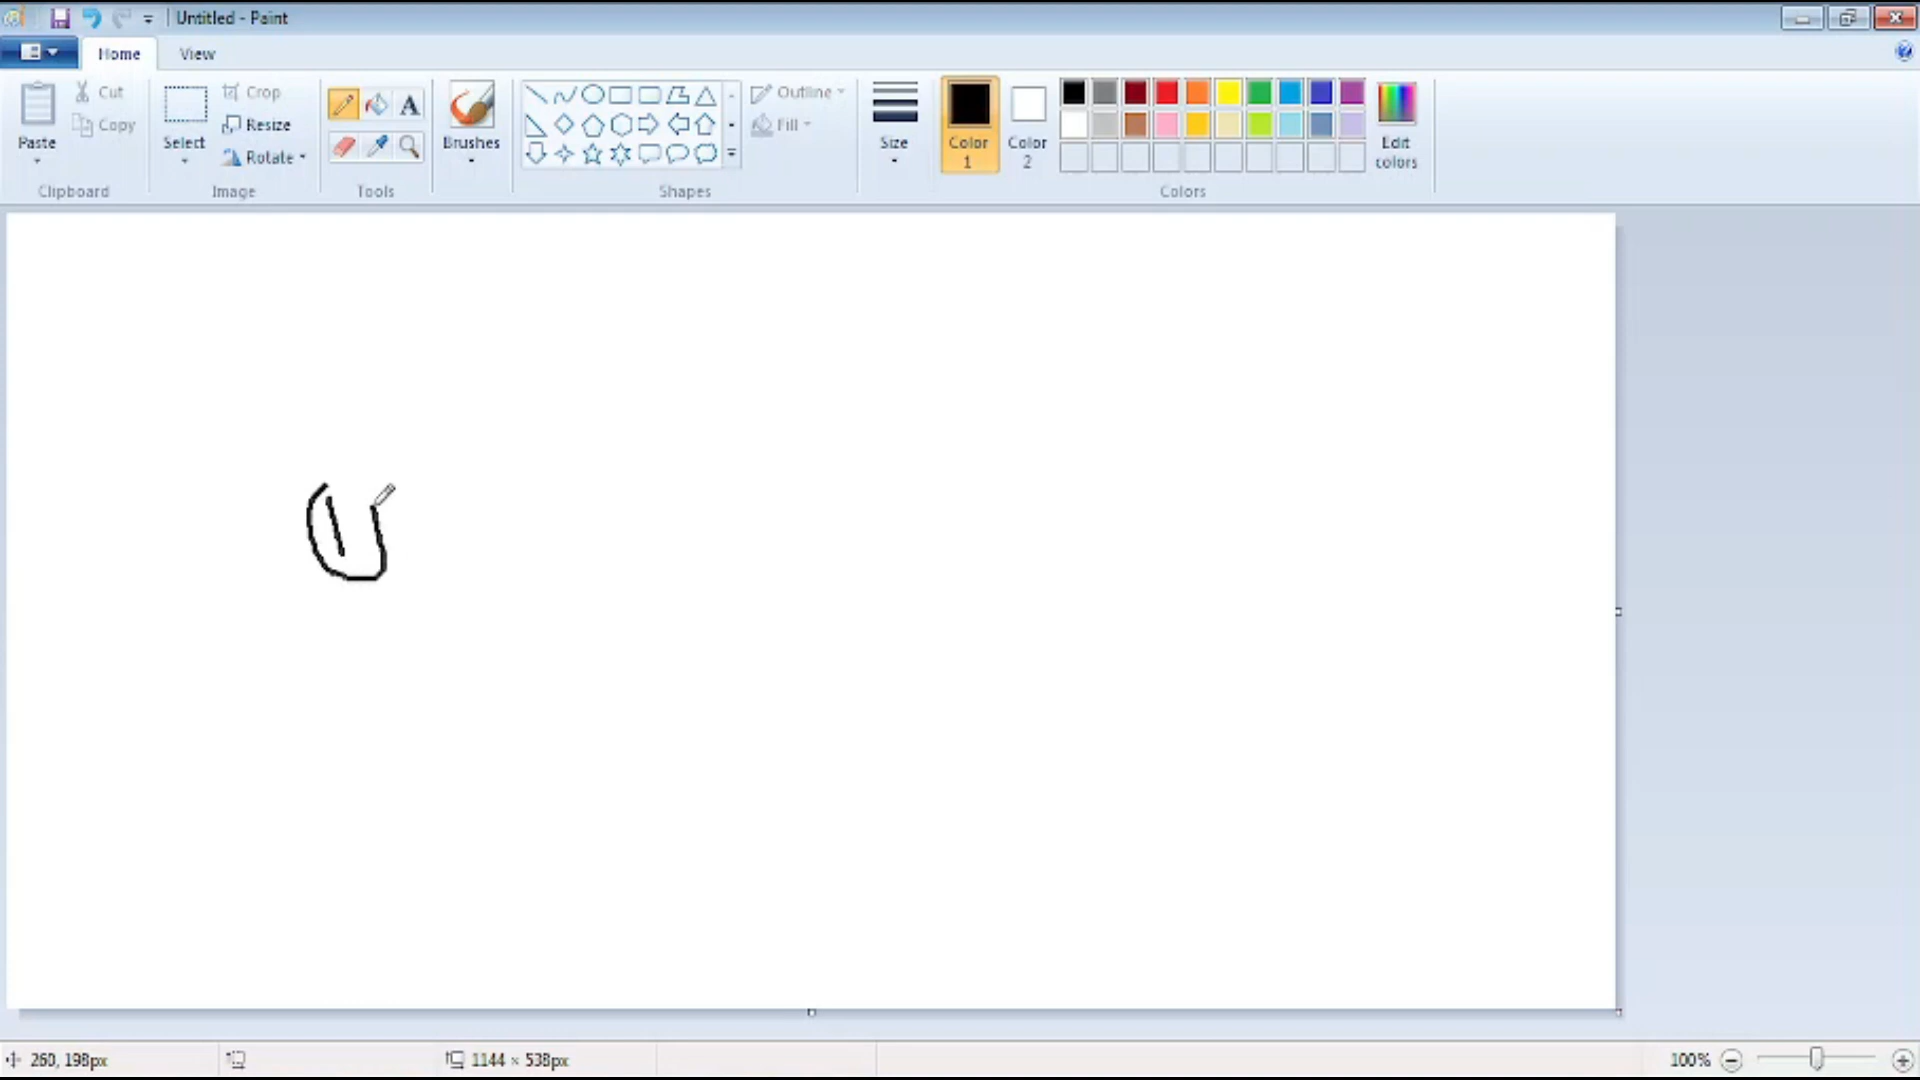 Untitled - Paint
Home View
Paste
Cut
Copy
Clipboard
Select
Crop
Resize
Rotate
Image
A
Tools
Brushes
Shapes
Outline
Fill
Size
Color 1
Color 2
Edit colors
Colors
260, 198px
1144 × 538px
100%